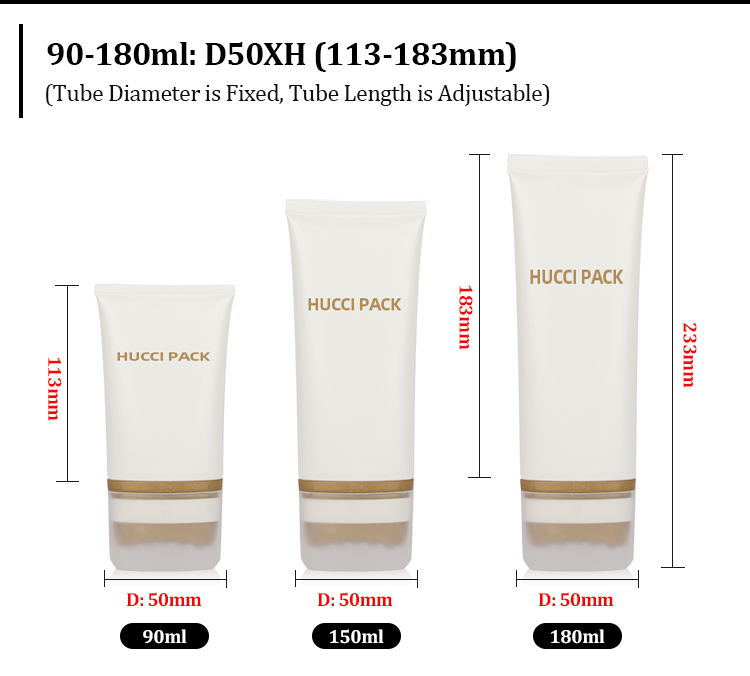 90-180ml: D50XH (113-183mm)
(Tube Diameter is Fixed, Tube Length is Adjustable)
113mm
HUCCI PACK
HUCCI PACK
183mm
HUCCI PACK
233mm
D: 50mm
D: 50mm
D: 50mm
90ml
150ml
180ml